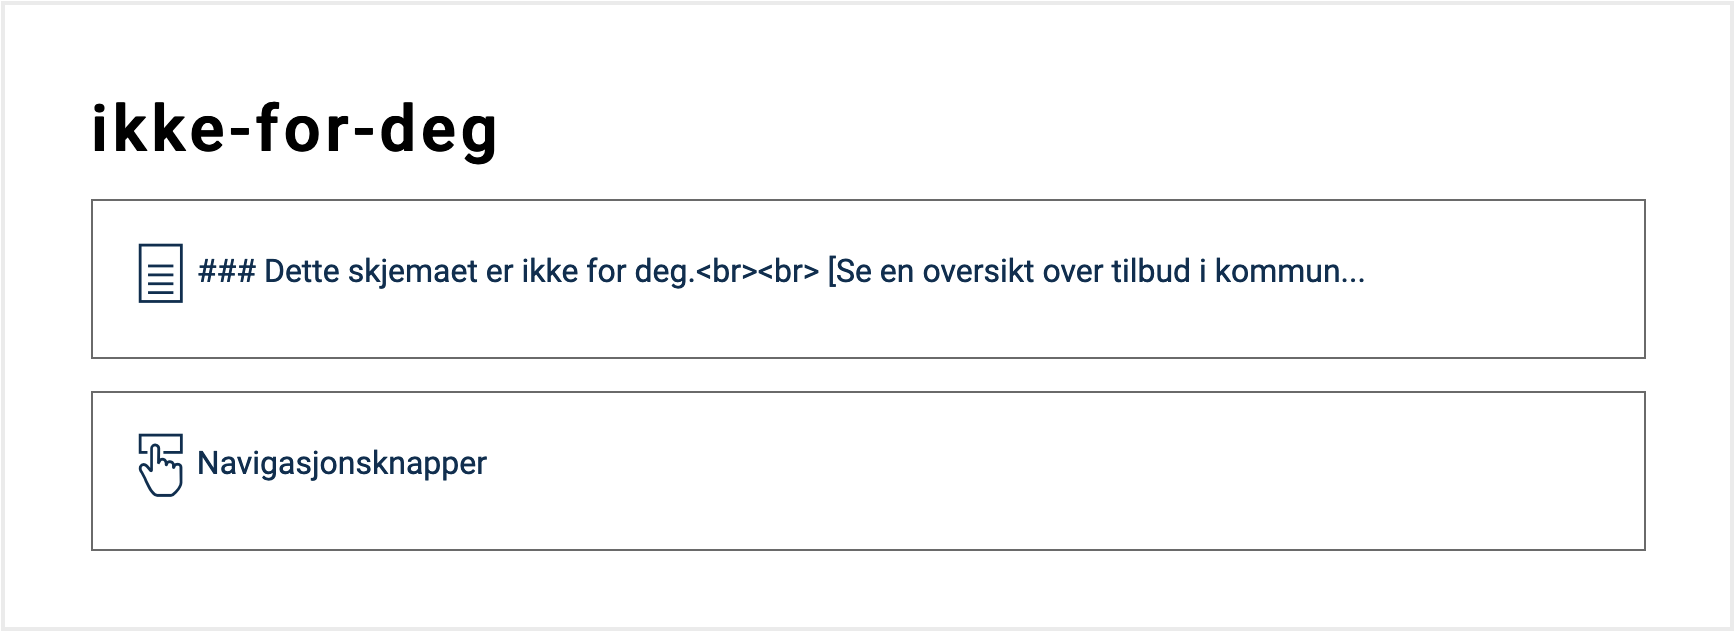 ikke-for-deg
### Dette skjemaet er ikke for deg.<br><br> [Se en oversikt over tilbud i kommun...
Navigasjonsknapper